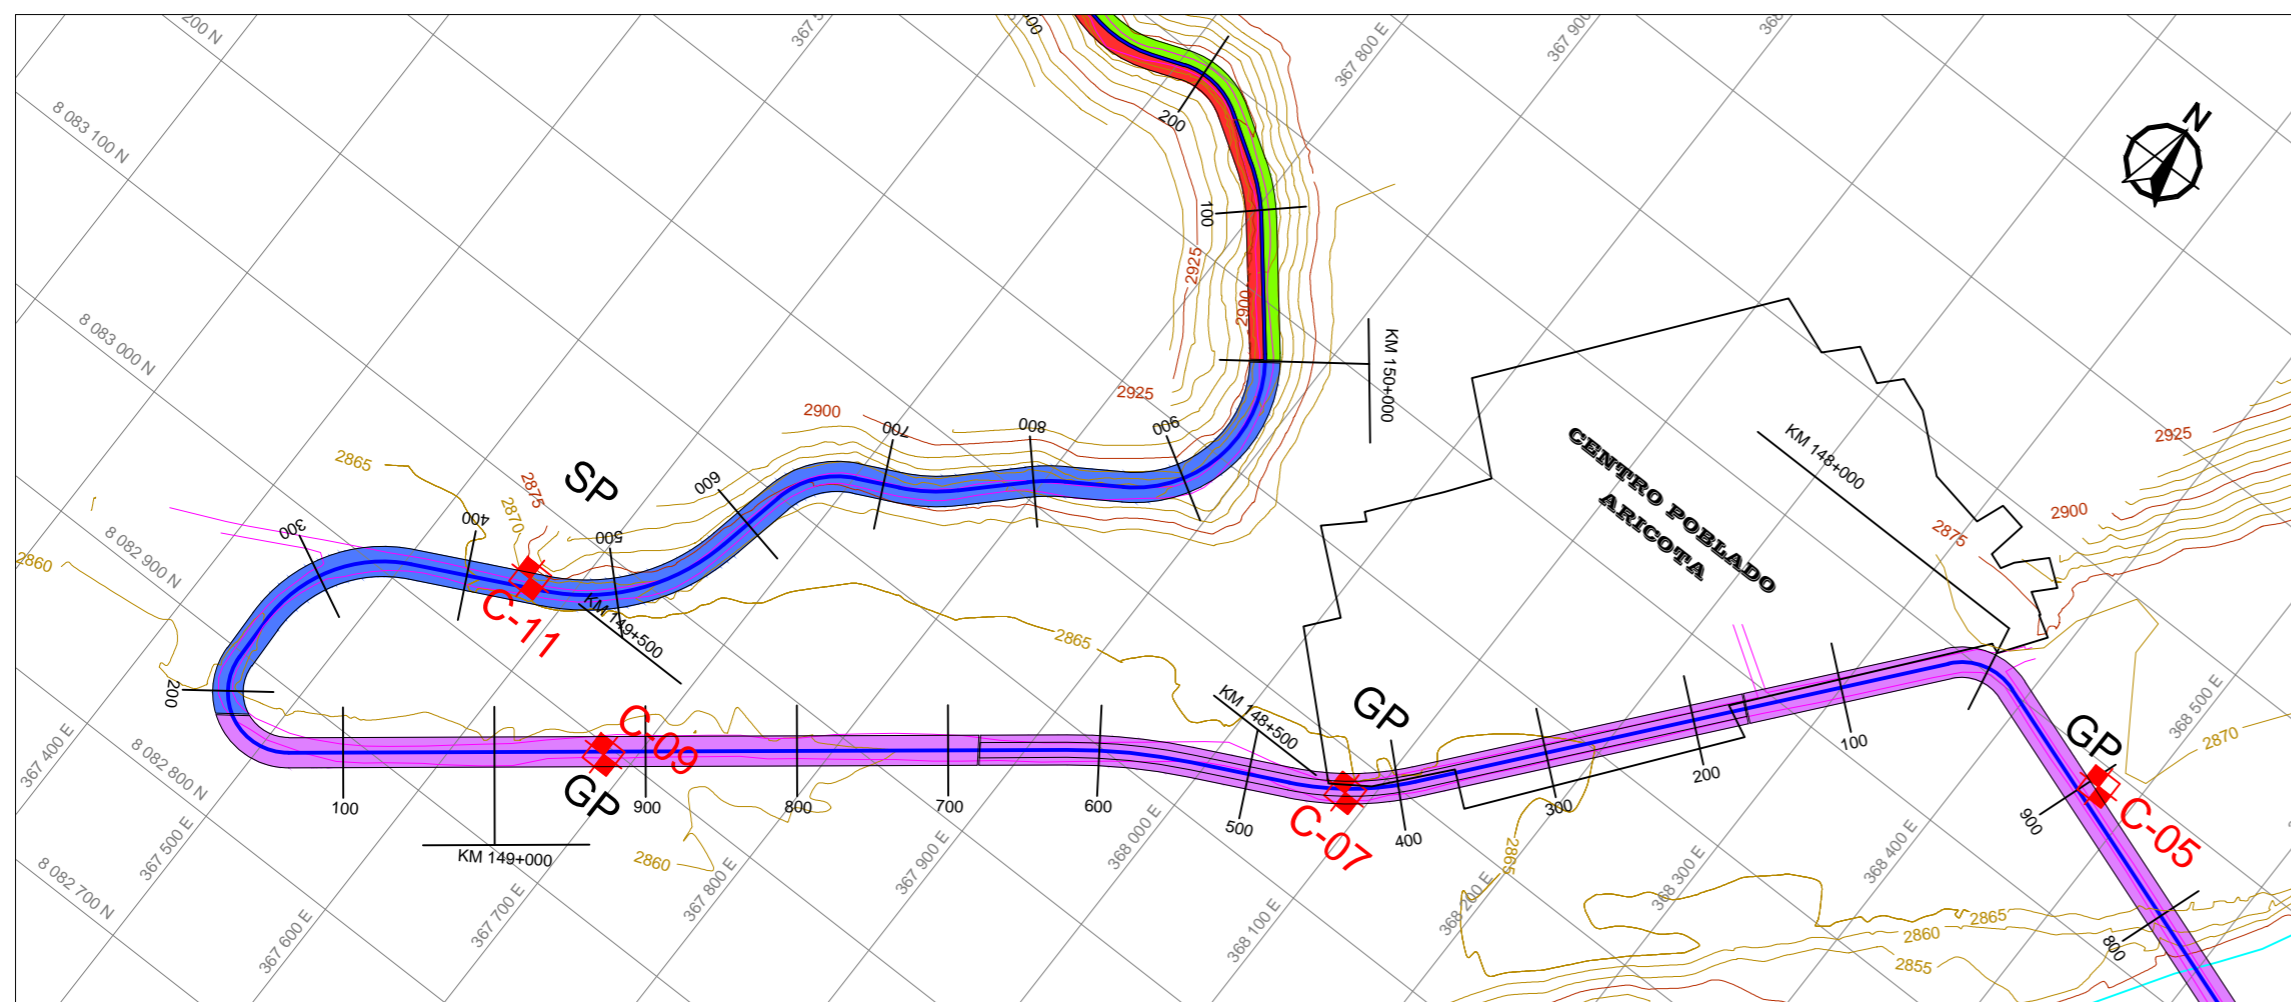 200 N
367 800 E
367 900
N
8 083 100 N
200
100
2925
2900
8 083 000 N
KM 150+000
2925
2900
700
800
900
CENTRO POBLADO
ARICOTA
KM 148+000
2925
2900
2875
2865
2875
2870
SP
600
300
400
500
8 082 900 N
2860
C-11
KM 149+500
2865
200
367 400 E
8 082 800 N
C-09
GP
KM 148+500
GP
C-07
100
900
800
700
600
500
400
300
200
100
GP
C-05
368 500 E
2870
900
800
KM 149+000
2860
8 082 700 N
367 500 E
367 600 E
367 700 E
367 800 E
367 900 E
368 000 E
368 100 E
368 200 E
368 300 E
368 400 E
2865
2865
2860
2855